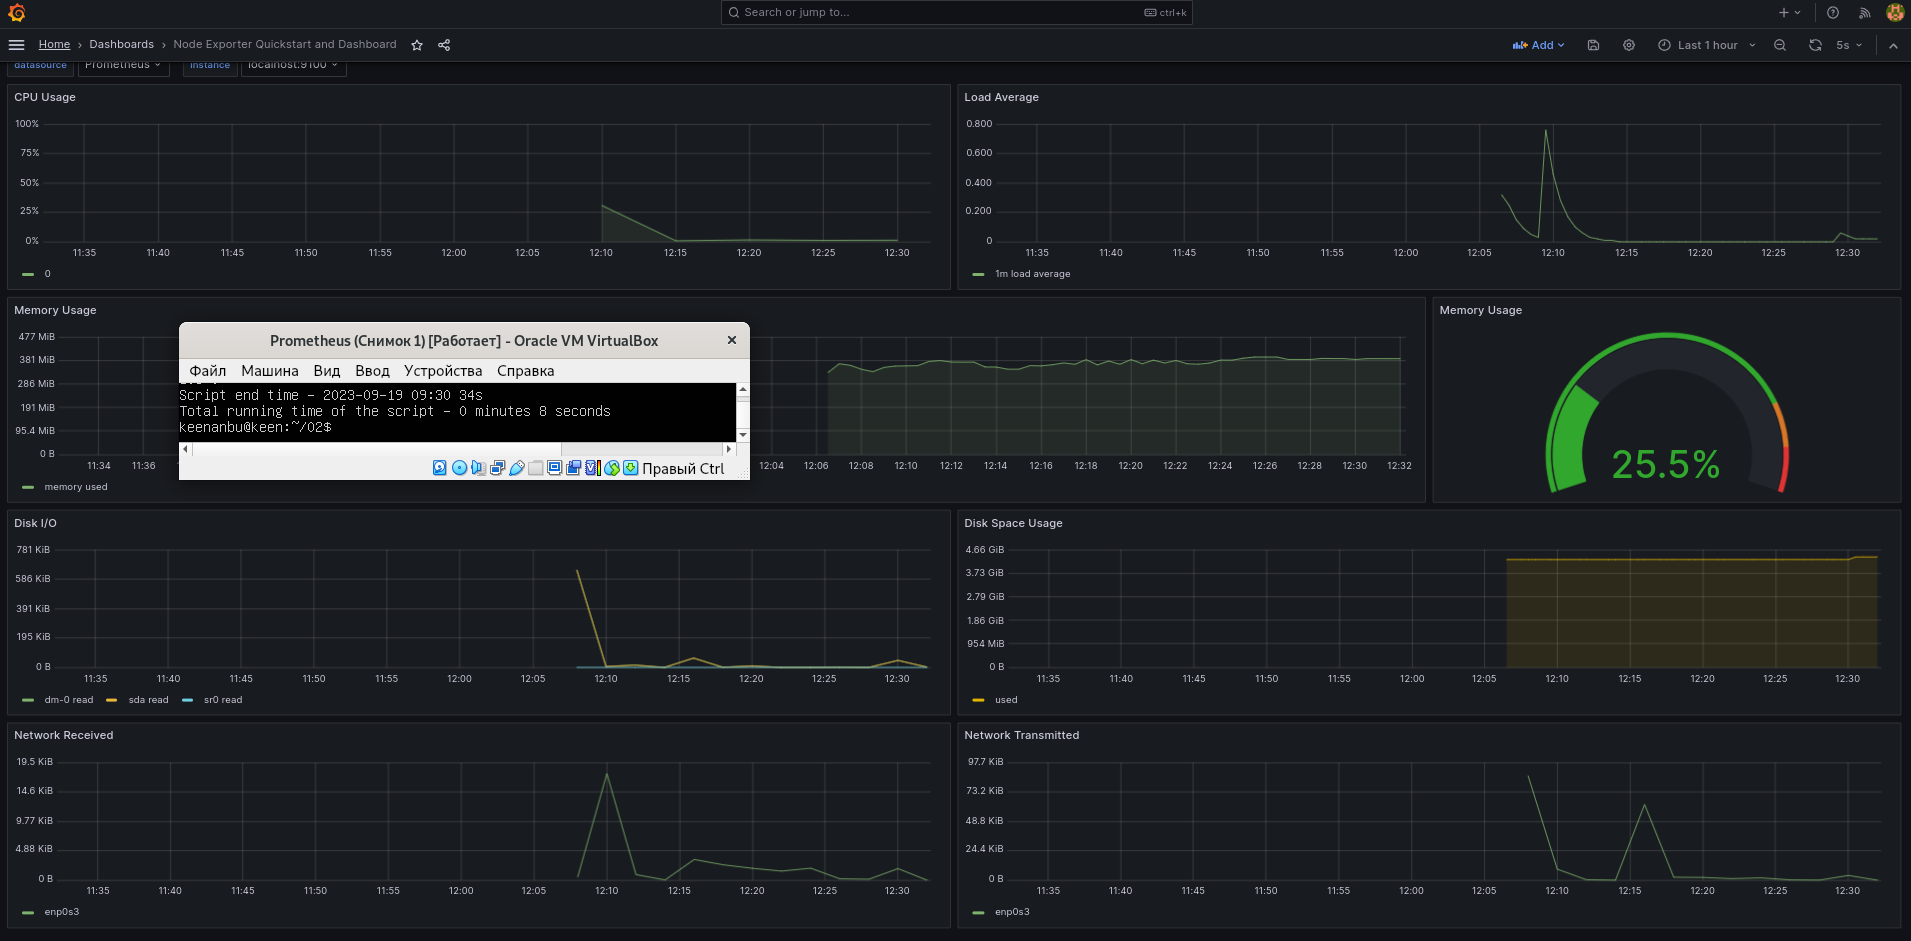 Search or jump to...
ctrl+k
Home › Dashboards › Node Exporter Quickstart and Dashboard
Add
Last 1 hour
5s
datasource
Prometheus
Instance
localhost:9100
CPU Usage
100%
75%
50%
25%
0%
11:35 11:40 11:45 11:50 11:55 12:00 12:05 12:10 12:15 12:20 12:25 12:30
0
Load Average
0.800
0.600
0.400
0.200
0
11:35 11:40 11:45 11:50 11:55 12:00 12:05 12:10 12:15 12:20 12:25 12:30
1m load average
Memory Usage
477 MiB
381 MiB
286 MiB
191 MiB
95.4 MiB
0 B
11:34 11:36
12:04 12:06 12:08 12:10 12:12 12:14 12:16 12:18 12:20 12:22 12:24 12:26 12:28 12:30 12:32
memory used
Prometheus (Снимок 1) [Работает] - Oracle VM VirtualBox
Файл Машина Вид Ввод Устройства Справка
Script end time - 2023-09-19 09:30 34s
Total running time of the script - 0 minutes 8 seconds
keenanbu@keen:~/02$
Правый Ctrl
Memory Usage
25.5%
Disk I/O
781 KiB
586 KiB
391 KiB
195 KiB
0 B
11:35 11:40 11:45 11:50 11:55 12:00 12:05 12:10 12:15 12:20 12:25 12:30
dm-0 read sda read sr0 read
Disk Space Usage
4.66 GiB
3.73 GiB
2.79 GiB
1.86 GiB
954 MiB
0 B
11:35 11:40 11:45 11:50 11:55 12:00 12:05 12:10 12:15 12:20 12:25 12:30
used
Network Received
19.5 KiB
14.6 KiB
9.77 KiB
4.88 KiB
0 B
11:35 11:40 11:45 11:50 11:55 12:00 12:05 12:10 12:15 12:20 12:25 12:30
enp0s3
Network Transmitted
97.7 KiB
73.2 KiB
48.8 KiB
24.4 KiB
0 B
11:35 11:40 11:45 11:50 11:55 12:00 12:05 12:10 12:15 12:20 12:25 12:30
enp0s3